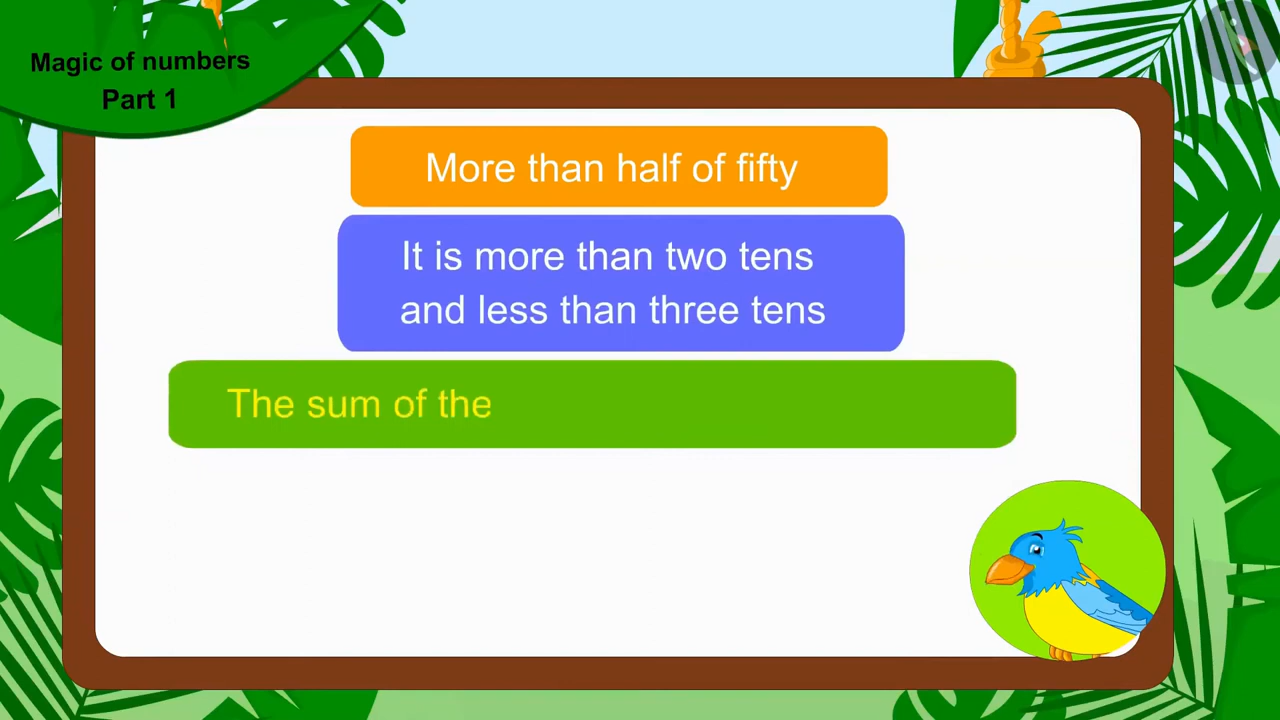 Magic of numbers
Part 1
More than half of fifty
It is more than two tens
and less than three tens
The sum of the